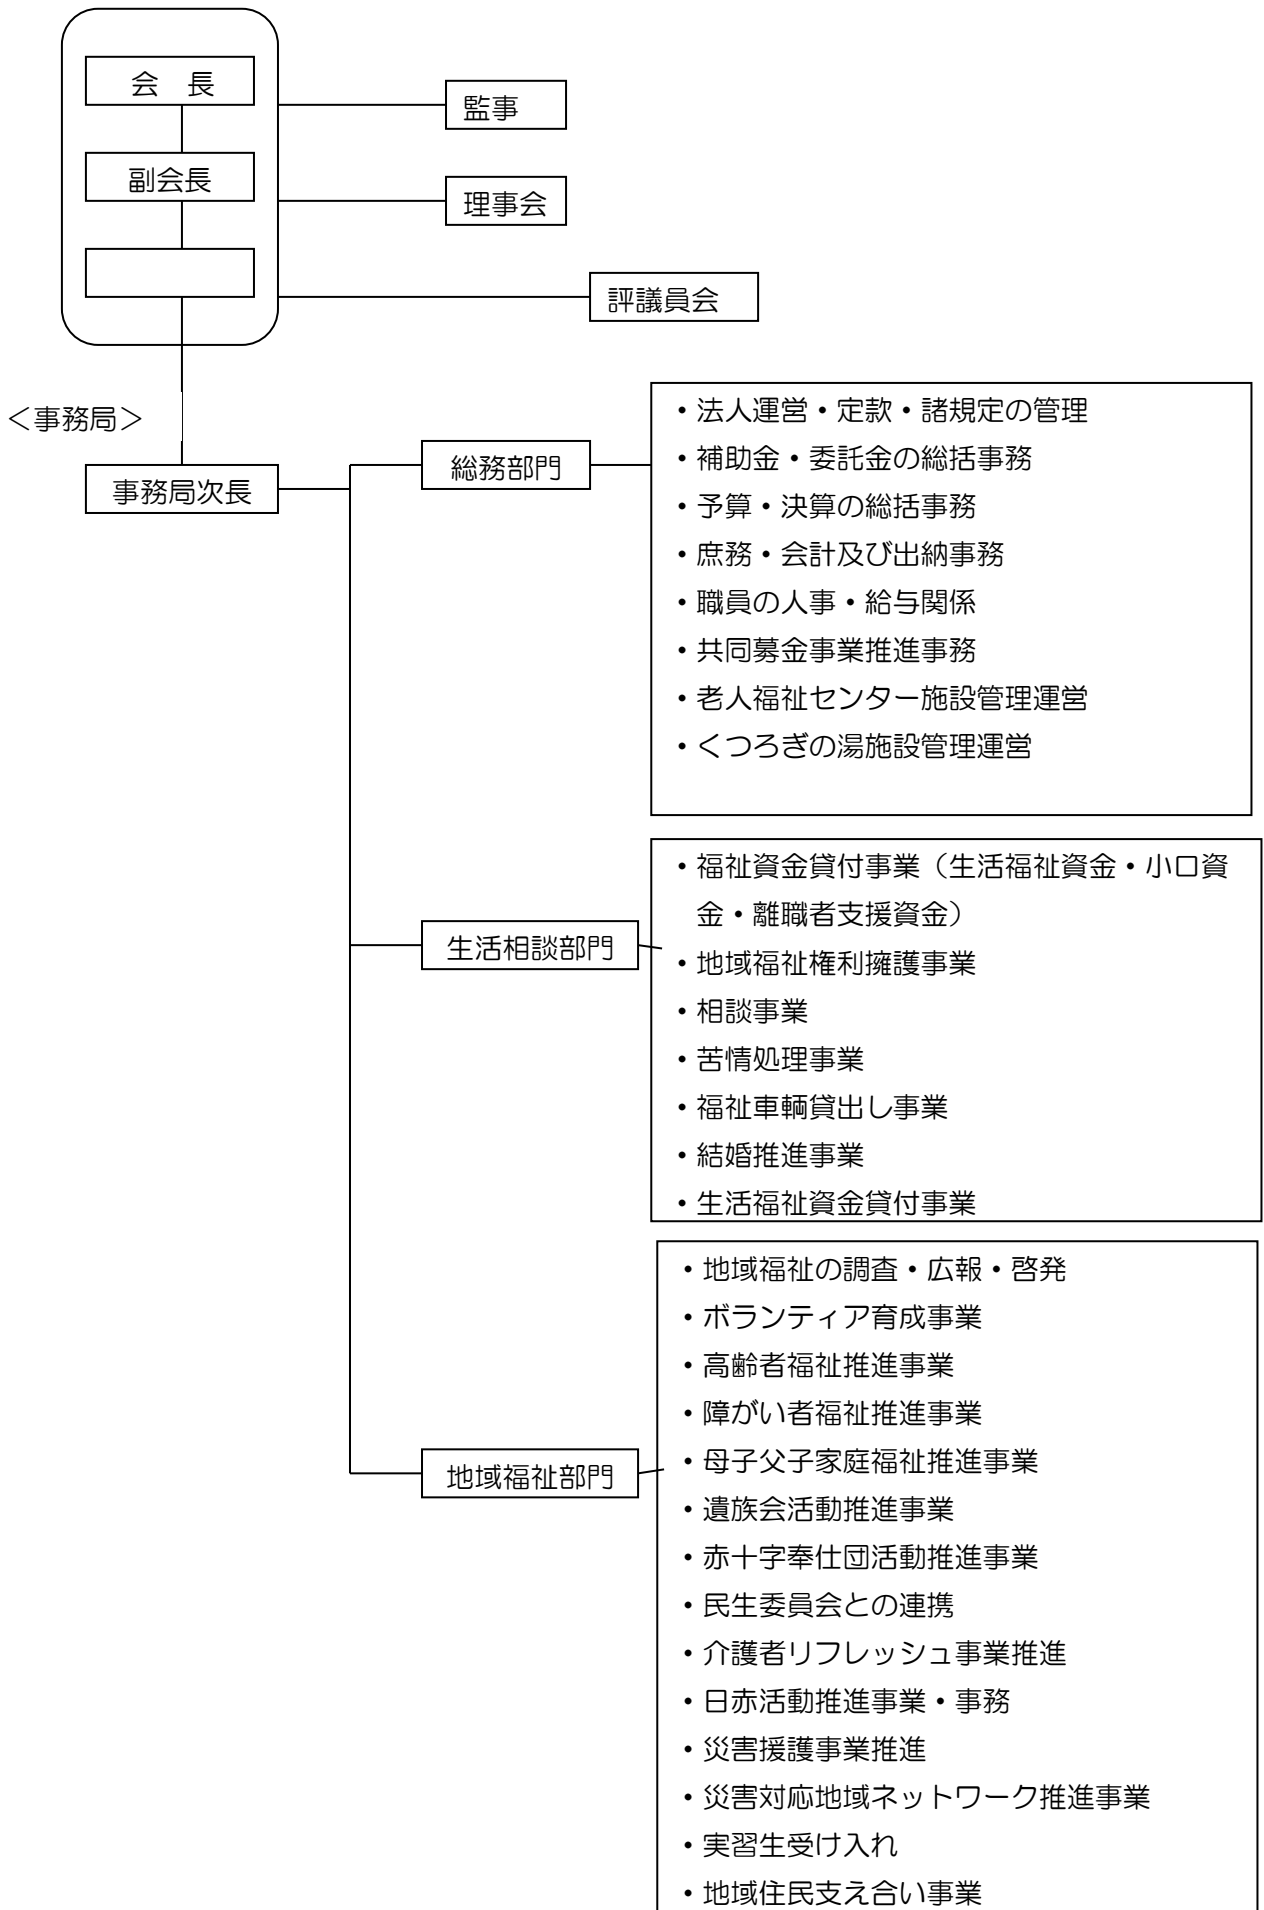 会　長
監事
副会長
理事会
評議員会
＜事務局＞
事務局次長
総務部門
・法人運営・定款・諸規定の管理
・補助金・委託金の総括事務
・予算・決算の総括事務
・庶務・会計及び出納事務
・職員の人事・給与関係
・共同募金事業推進事務
・老人福祉センター施設管理運営
・くつろぎの湯施設管理運営
生活相談部門
・福祉資金貸付事業（生活福祉資金・小口資
金・離職者支援資金）
・地域福祉権利擁護事業
・相談事業
・苦情処理事業
・福祉車輌貸出し事業
・結婚推進事業
・生活福祉資金貸付事業
地域福祉部門
・地域福祉の調査・広報・啓発
・ボランティア育成事業
・高齢者福祉推進事業
・障がい者福祉推進事業
・母子父子家庭福祉推進事業
・遺族会活動推進事業
・赤十字奉仕団活動推進事業
・民生委員会との連携
・介護者リフレッシュ事業推進
・日赤活動推進事業・事務
・災害援護事業推進
・災害対応地域ネットワーク推進事業
・実習生受け入れ
・地域住民支え合い事業